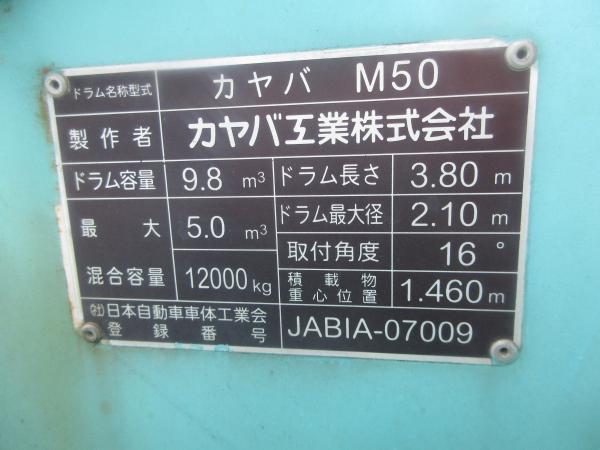 ドラム名称型式 カヤバ M50
製作者 カヤバ工業株式会社
ドラム容量 9.8 m³ ドラム長さ 3.80 m
最大 5.0 m³ ドラム最大径 2.10 m
取付角度 16°
混合容量 12000kg 積載物重心位置 1.460m
㈳日本自動車車体工業会
登録番号 JABIA-07009